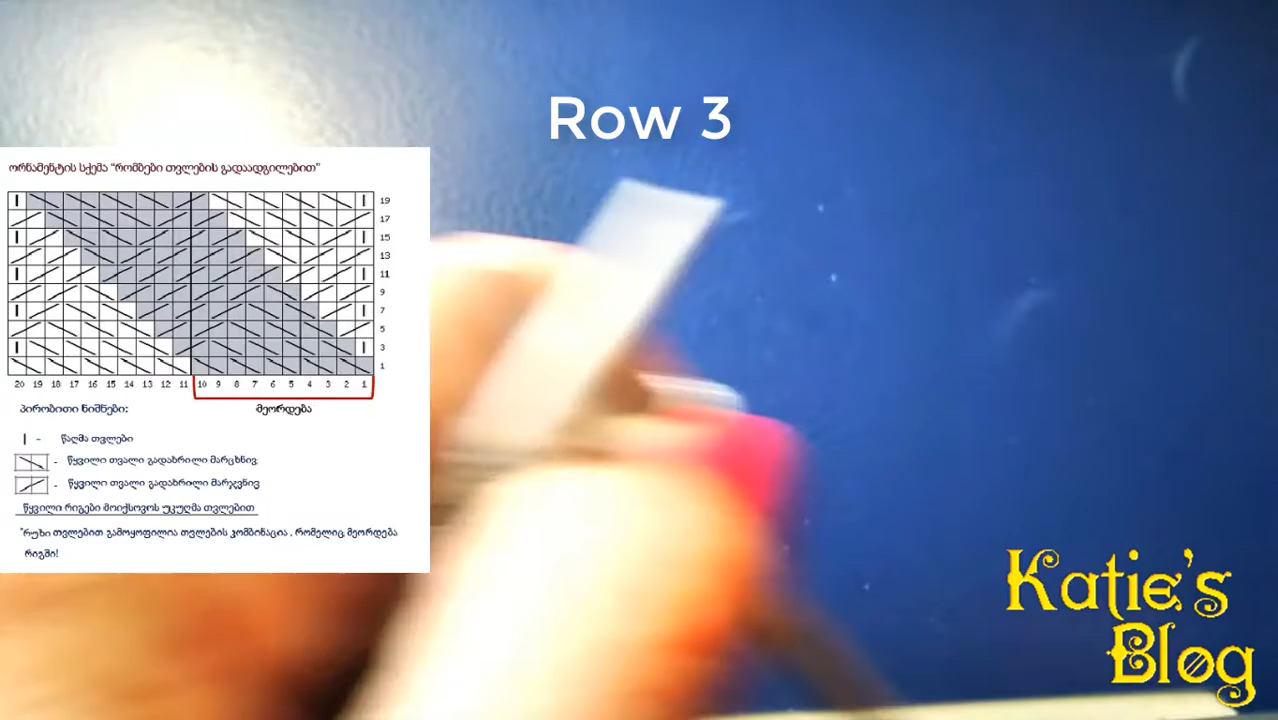 Row 3
ორნამენტის სქემა “რომბები თვლების გადაადგილებით”
19
17
15
13
11
9
7
5
3
1
20 19 18 17 16 15 14 13 12 11 10 9 8 7 6 5 4 3 2 1
პირობითი ნიშნები:
მეორდება
| - წაღმა თვლები
- წყვილი თვალი გადახრილი მარცხნივ
- წყვილი თვალი გადახრილი მარჯვნივ
წყვილი რიგები მოიქსოვოს უკუღმა თვლებით
*რუხი თვლებით გამოყოფილია თვლების კომბინაცია, რომელიც მეორდება
რიგში!
Katie's
Blog